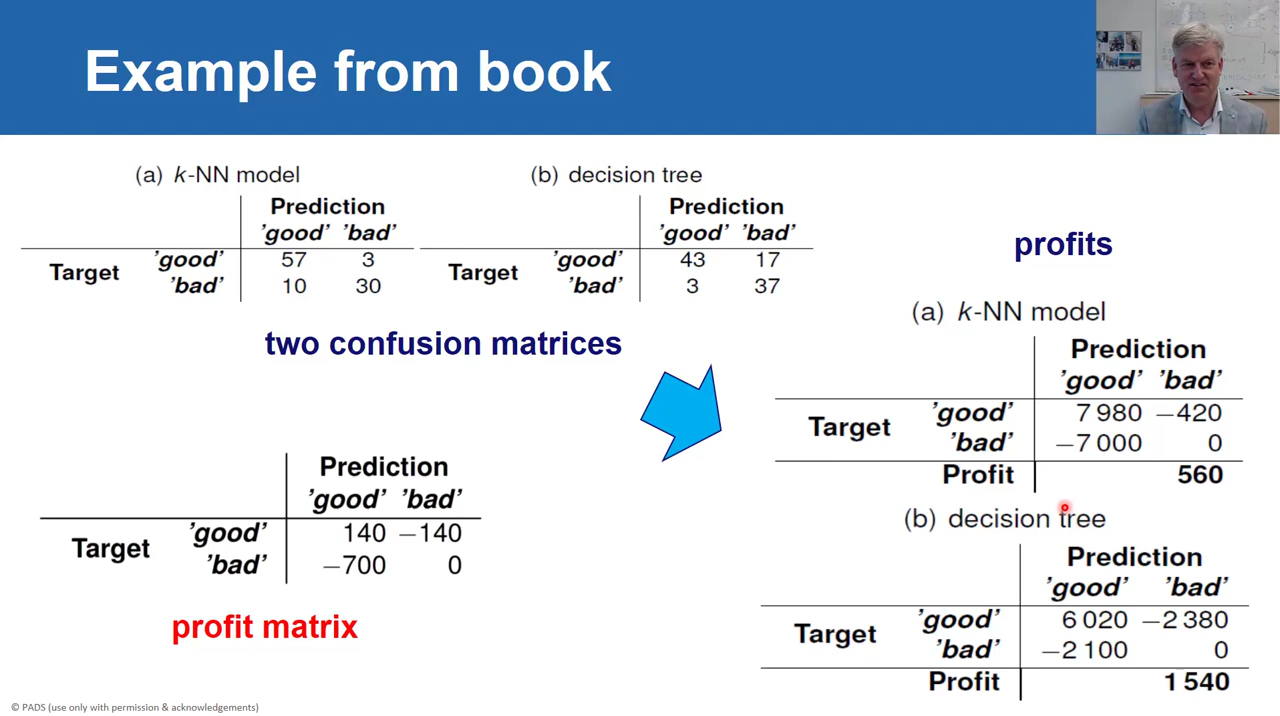 Example from book
(a) k-NN model
Prediction
'good' 'bad'
Target 'good' 57 3
'bad' 10 30
(b) decision tree
Prediction
'good' 'bad'
Target 'good' 43 17
'bad' 3 37
two confusion matrices
Prediction
'good' 'bad'
Target 'good' 140 −140
'bad' −700 0
profit matrix
profits
(a) k-NN model
Prediction
'good' 'bad'
Target 'good' 7 980 −420
'bad' −7 000 0
Profit 560
(b) decision tree
Prediction
'good' 'bad'
Target 'good' 6 020 −2 380
'bad' −2 100 0
Profit 1 540
© PADS (use only with permission & acknowledgements)